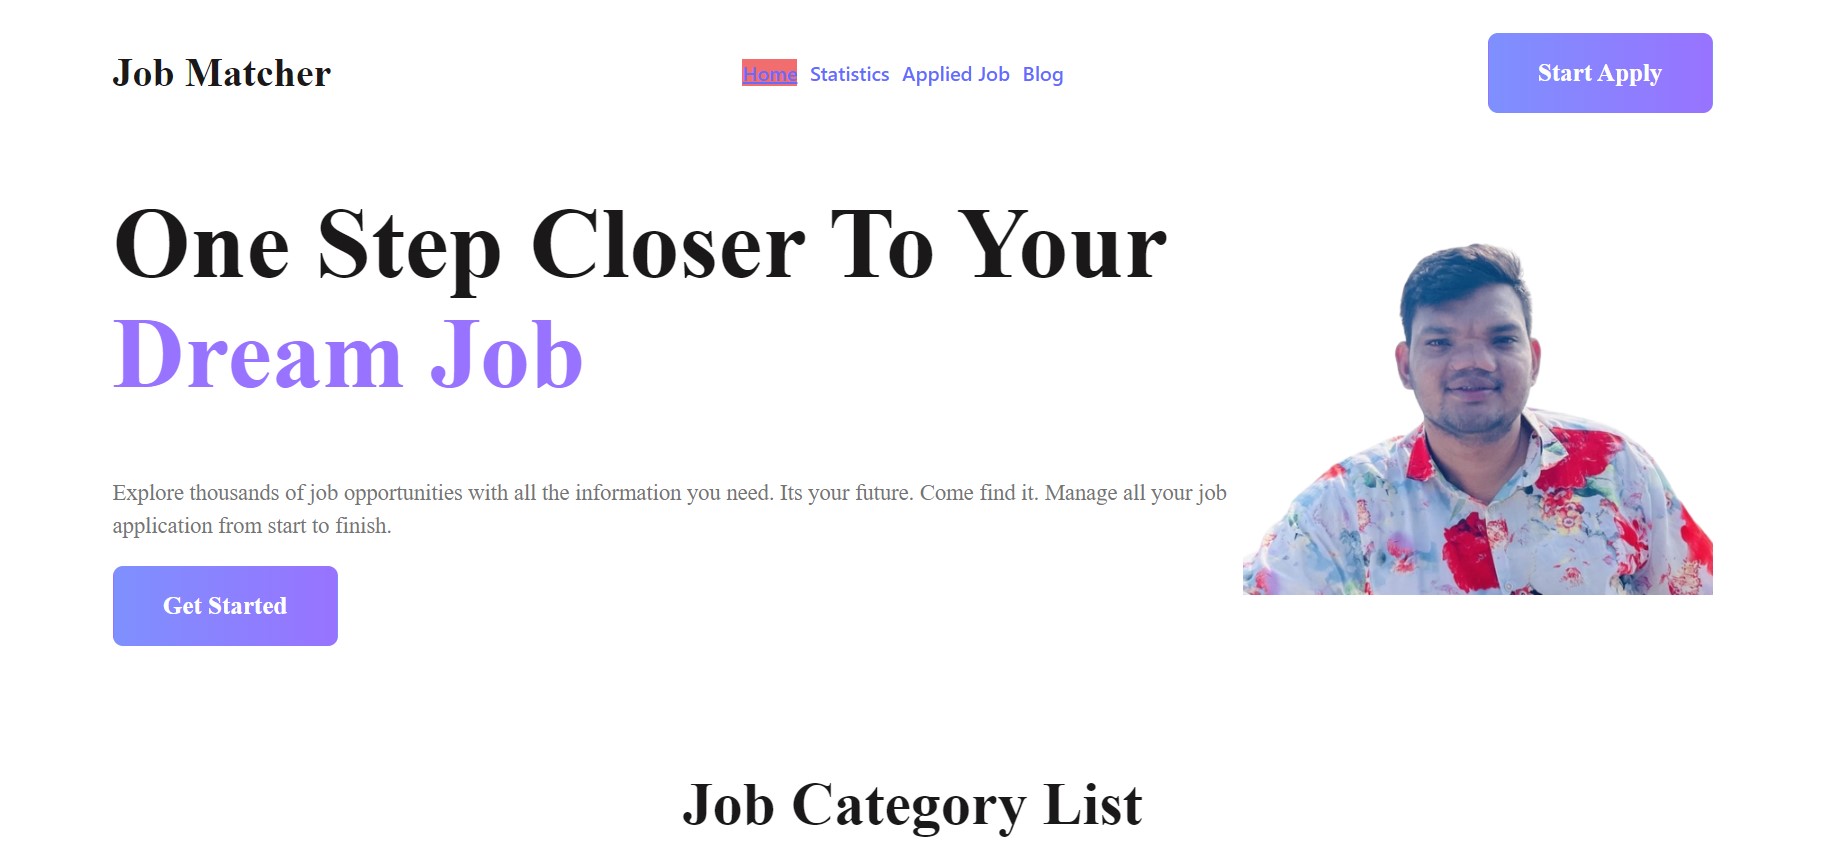 Job Matcher
Home Statistics Applied Job Blog
Start Apply
One Step Closer To Your
Dream Job
Explore thousands of job opportunities with all the information you need. Its your future. Come find it. Manage all your job
application from start to finish.
Get Started
Job Category List